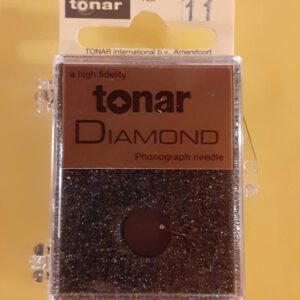 tonar
11
TONAR international b.v., Amersfoort
a high fidelity
tonar
DIAMOND
Phonograph needle